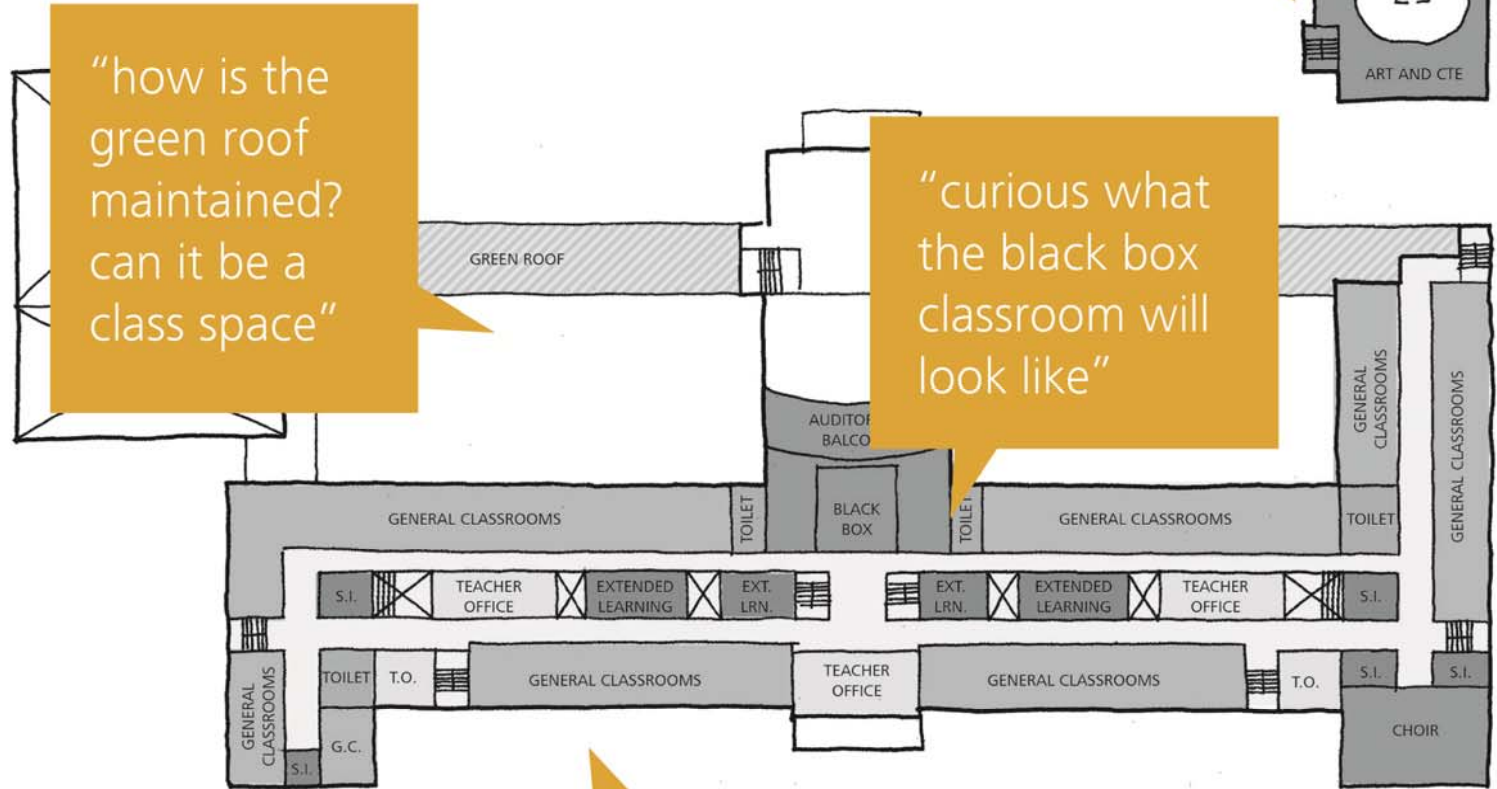 “how is the
green roof
maintained?
can it be a
class space”
“curious what
the black box
classroom will
look like”
ART AND CTE
GREEN ROOF
GENERAL
CLASSROOMS
GENERAL CLASSROOMS
AUDITOR
BALCO
GENERAL CLASSROOMS
TOILET
BLACK
BOX
TOILET
GENERAL CLASSROOMS
TOILET
S.I.
TEACHER
OFFICE
EXTENDED
LEARNING
EXT.
LRN.
EXT.
LRN.
EXTENDED
LEARNING
TEACHER
OFFICE
S.I.
GENERAL
CLASSROOMS
TOILET
T.O.
GENERAL CLASSROOMS
TEACHER
OFFICE
GENERAL CLASSROOMS
T.O.
S.I.
S.I.
G.C.
S.I.
CHOIR